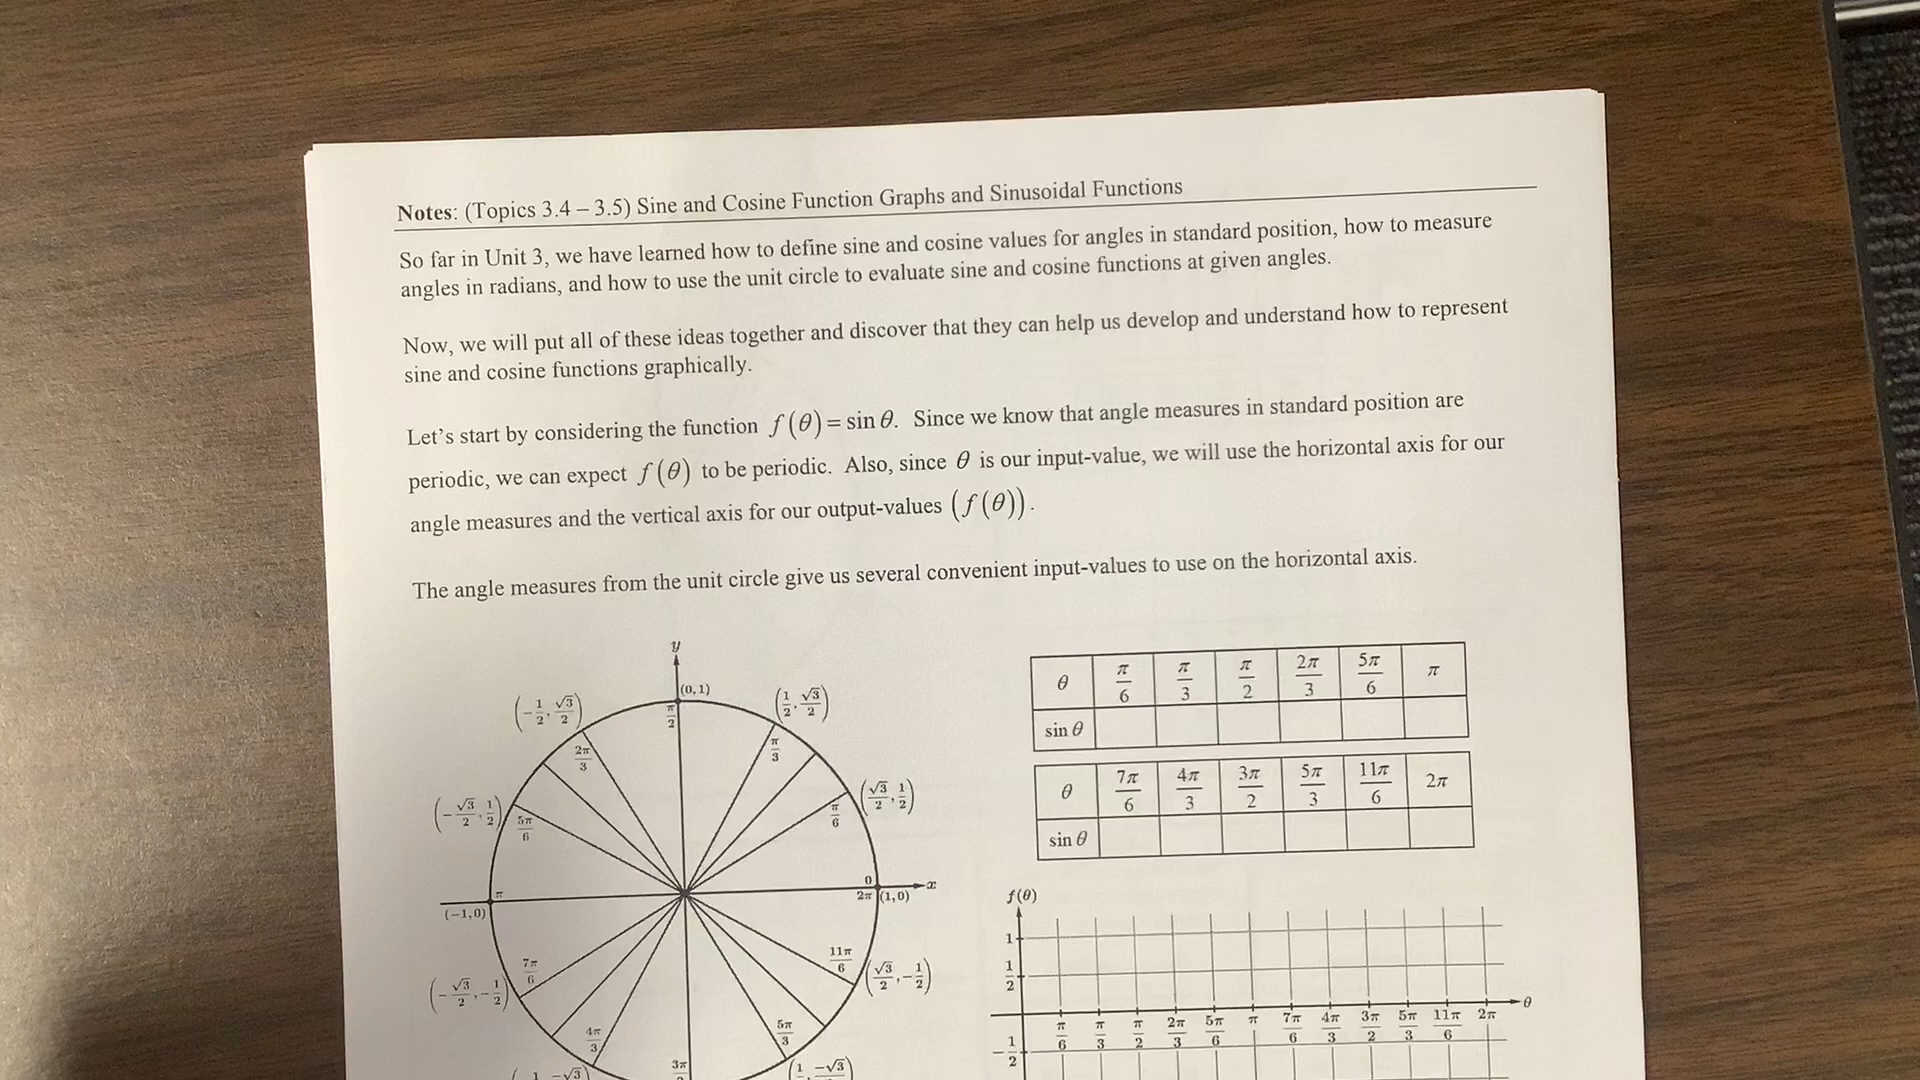 Notes: (Topics 3.4 – 3.5) Sine and Cosine Function Graphs and Sinusoidal Functions
So far in Unit 3, we have learned how to define sine and cosine values for angles in standard position, how to measure
angles in radians, and how to use the unit circle to evaluate sine and cosine functions at given angles.
Now, we will put all of these ideas together and discover that they can help us develop and understand how to represent
sine and cosine functions graphically.
Let's start by considering the function f(θ) = sin θ. Since we know that angle measures in standard position are
periodic, we can expect f(θ) to be periodic. Also, since θ is our input-value, we will use the horizontal axis for our
angle measures and the vertical axis for our output-values (f(θ)).
The angle measures from the unit circle give us several convenient input-values to use on the horizontal axis.
y
(0,1)
(-1/2, √3/2)
(1/2, √3/2)
π/2
2π/3
π/3
(-√3/2, 1/2)
(√3/2, 1/2)
5π/6
π/6
π
0
x
(-1,0)
2π
(1,0)
7π/6
11π/6
(-√3/2, -1/2)
(√3/2, -1/2)
4π/3
5π/3
3π
1 -√3
(1, -√3)
θ π/6 π/3 π/2 2π/3 5π/6 π
sin θ
θ 7π/6 4π/3 3π/2 5π/3 11π/6 2π
sin θ
f(θ)
1
1/2
θ
π/6 π/3 π/2 2π/3 5π/6 π 7π/6 4π/3 3π/2 5π/3 11π/6 2π
-1/2